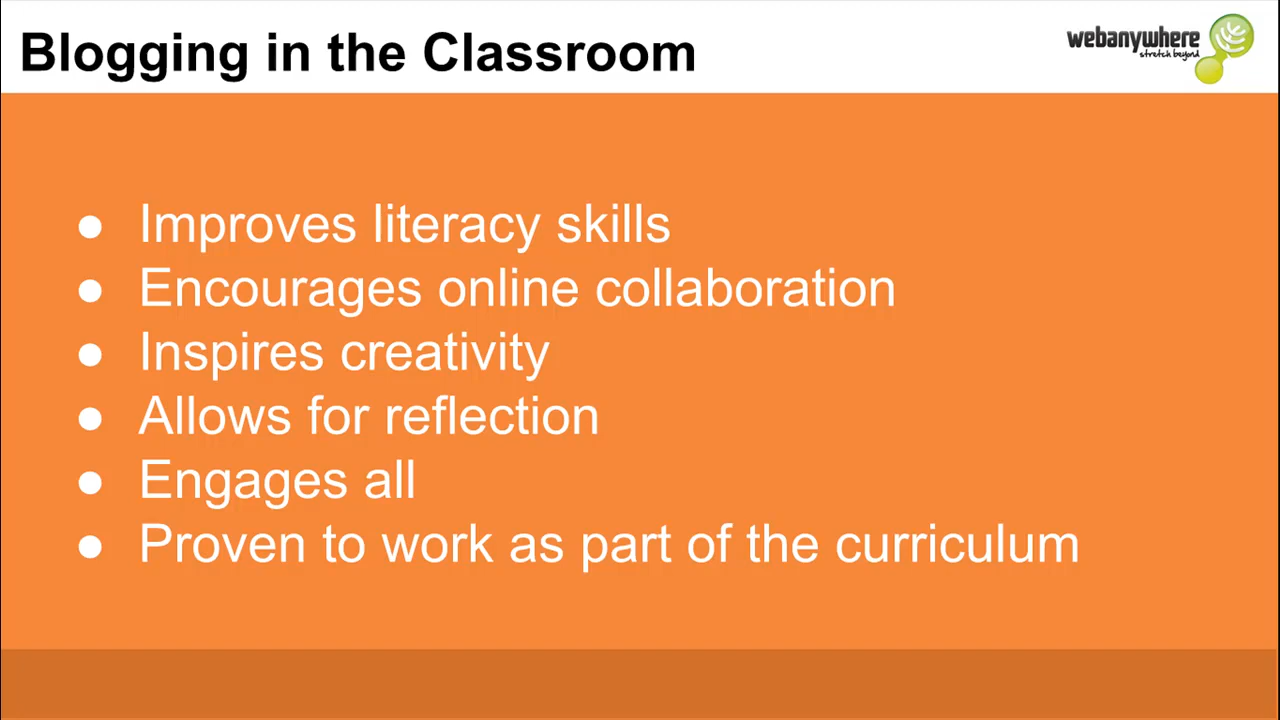 Blogging in the Classroom
webanywhere
stretch beyond
● Improves literacy skills
● Encourages online collaboration
● Inspires creativity
● Allows for reflection
● Engages all
● Proven to work as part of the curriculum